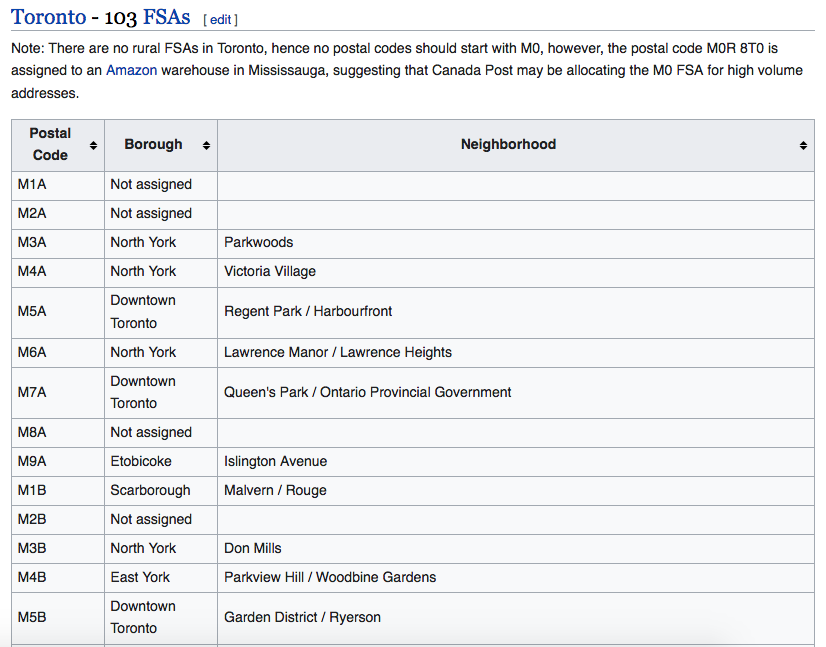 Toronto - 103 FSAs [ edit ]
Note: There are no rural FSAs in Toronto, hence no postal codes should start with M0, however, the postal code M0R 8T0 is
assigned to an Amazon warehouse in Mississauga, suggesting that Canada Post may be allocating the M0 FSA for high volume
addresses.
Postal
Code
Borough
Neighborhood
M1A Not assigned
M2A Not assigned
M3A North York Parkwoods
M4A North York Victoria Village
M5A
Downtown
Toronto
Regent Park / Harbourfront
M6A North York Lawrence Manor / Lawrence Heights
M7A
Downtown
Toronto
Queen's Park / Ontario Provincial Government
M8A Not assigned
M9A Etobicoke Islington Avenue
M1B Scarborough Malvern / Rouge
M2B Not assigned
M3B North York Don Mills
M4B East York Parkview Hill / Woodbine Gardens
M5B
Downtown
Toronto
Garden District / Ryerson